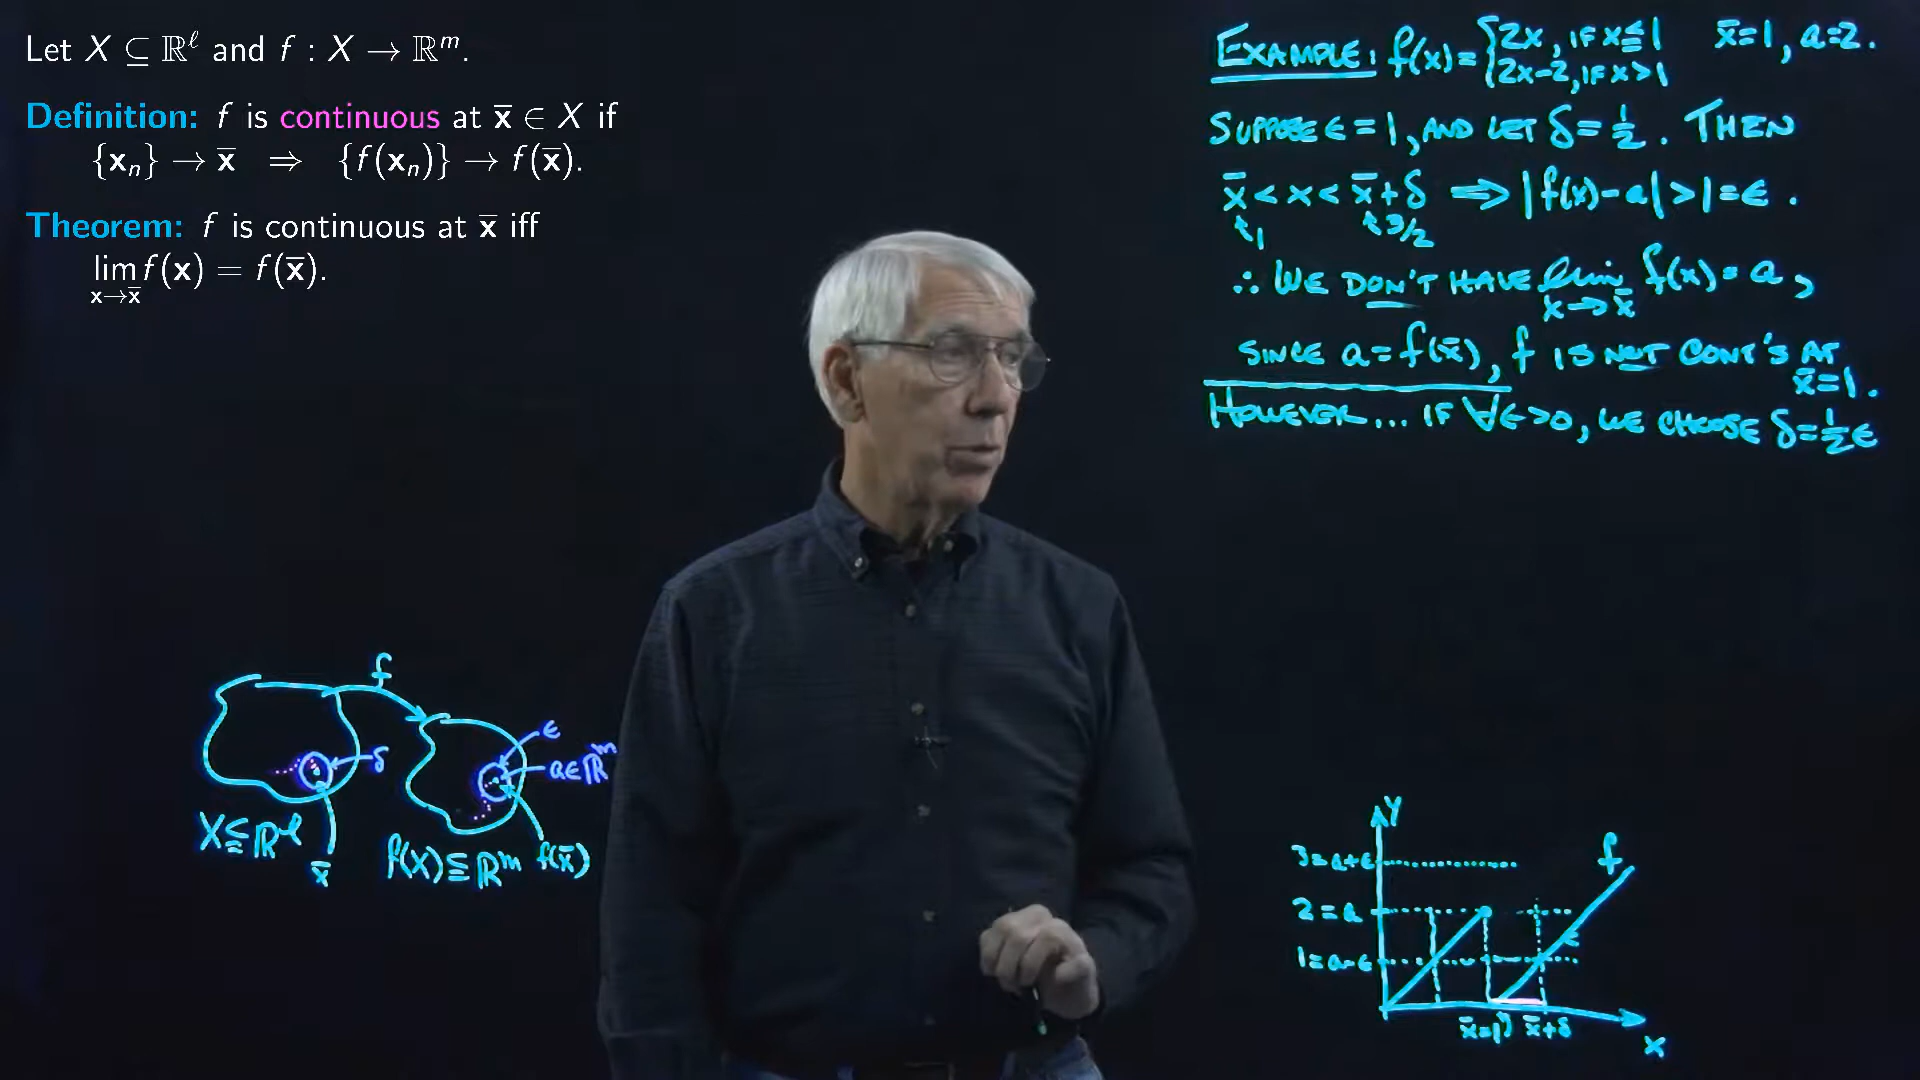 Let X ⊆ ℝ^ℓ and f : X → ℝ^m.
Definition: f is continuous at x̄ ∈ X if
{x_n} → x̄ ⇒ {f(x_n)} → f(x̄).
Theorem: f is continuous at x̄ iff
lim f(x) = f(x̄).
x→x̄
EXAMPLE: f(x) = { 2x, IF x ≦ 1 x̄=1, a=2.
2x-2, IF x>1
SUPPOSE ϵ=1, AND LET δ=1/2. THEN
x̄ < x < x̄+δ ⟹ |f(x)-a| > 1 = ϵ.
1 3/2
∴ WE DON'T HAVE lim f(x) = a,
x→x̄
SINCE a=f(x̄), f IS NOT CONT'S AT
x̄=1.
HOWEVER... IF ∀ϵ>0, WE CHOOSE δ=1/2 ϵ
f
ϵ
δ
a∈ℝ^m
X ≦ ℝ^ℓ
x̄
f(X) ≦ ℝ^m f(x̄)
Y
3=a+ϵ
f
2=a
ϵ
1=a-ϵ
x̄=1 x̄+δ
x